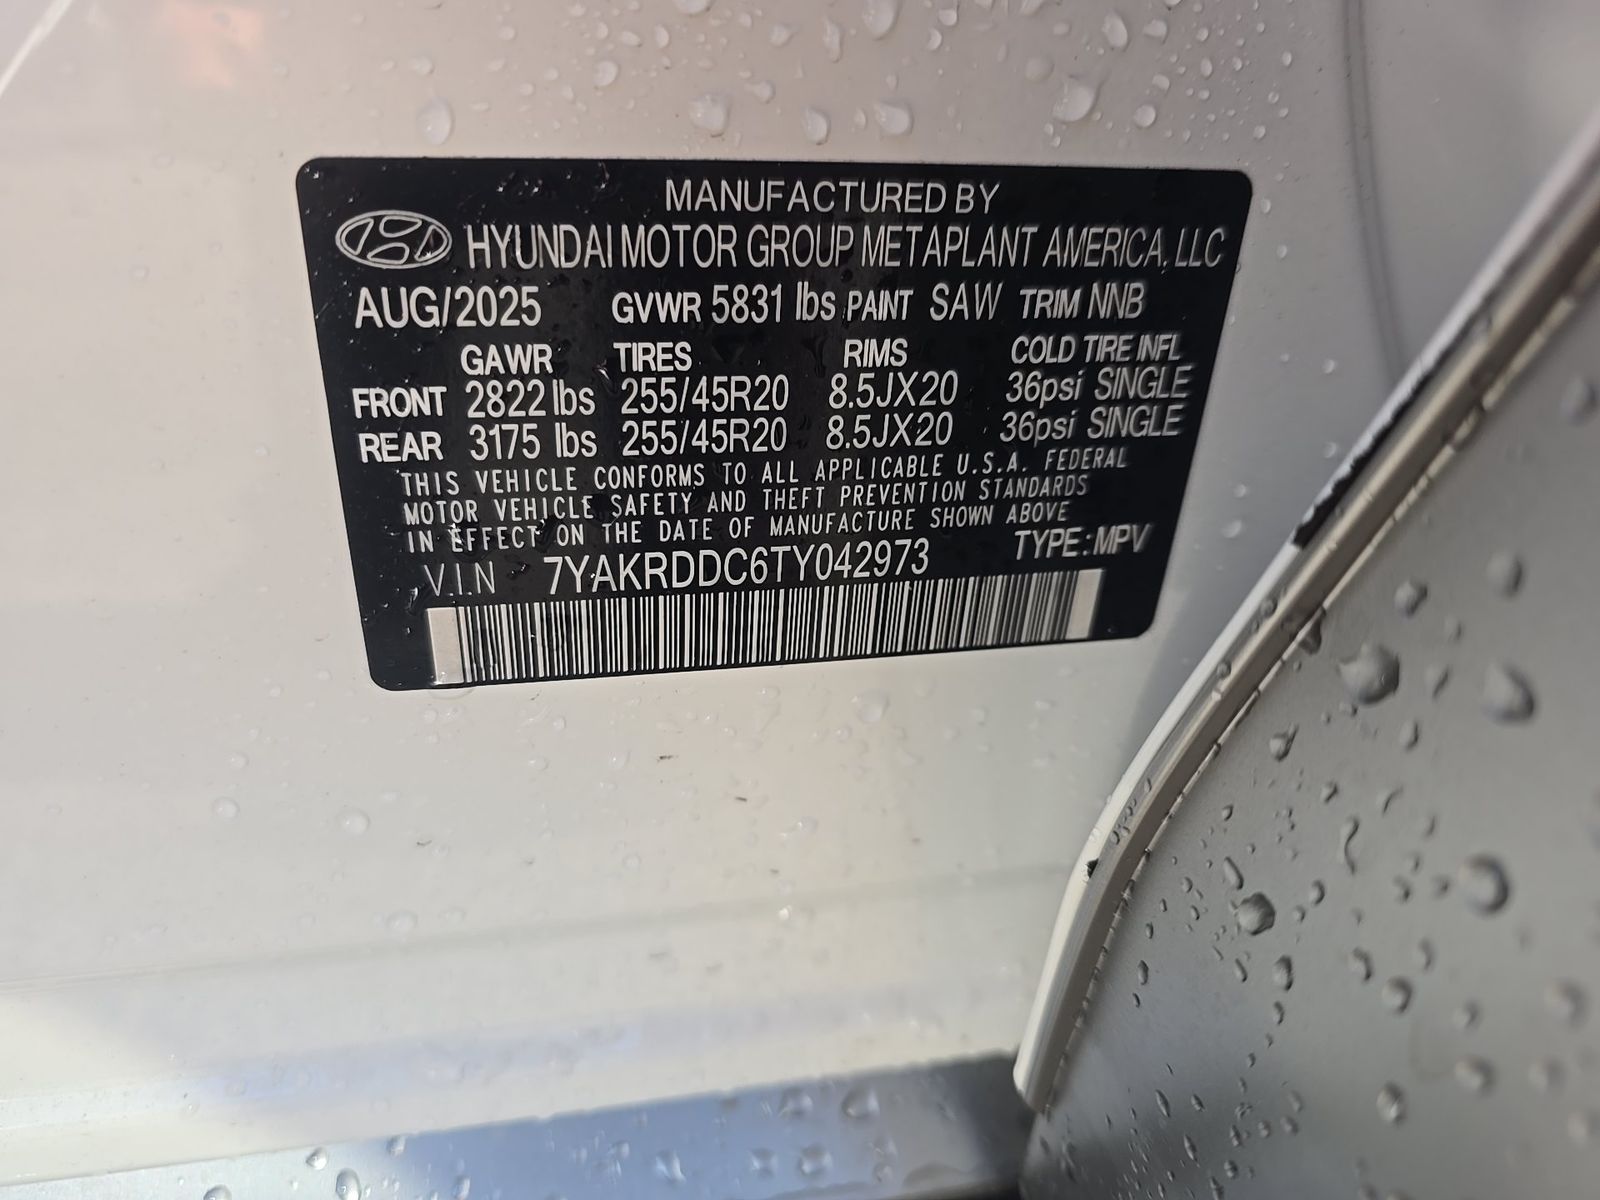 MANUFACTURED BY
HYUNDAI MOTOR GROUP METAPLANT AMERICA, LLC
AUG/2025 GVWR 5831 lbs PAINT SAW TRIM NNB
GAWR TIRES RIMS COLD TIRE INFL
FRONT 2822 lbs 255/45R20 8.5JX20 36psi SINGLE
REAR 3175 lbs 255/45R20 8.5JX20 36psi SINGLE
THIS VEHICLE CONFORMS TO ALL APPLICABLE U.S.A. FEDERAL
MOTOR VEHICLE SAFETY AND THEFT PREVENTION STANDARDS
IN EFFECT ON THE DATE OF MANUFACTURE SHOWN ABOVE
V.I.N 7YAKRDDC6TY042973 TYPE: MPV